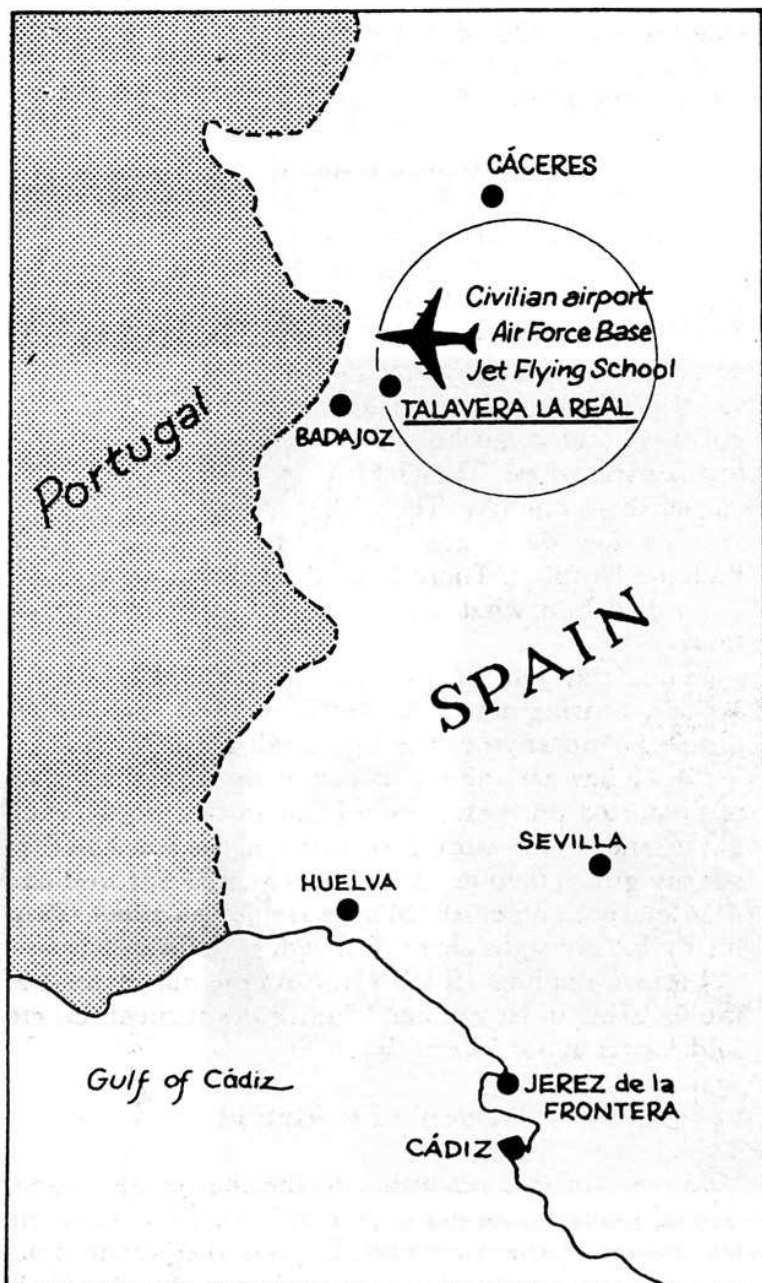 CÁCERES
Civilian airport
Air Force Base
Jet Flying School
TALAVERA LA REAL
BADAJOZ
Portugal
SPAIN
SEVILLA
HUELVA
Gulf of Cádiz
JEREZ de la
FRONTERA
CÁDIZ